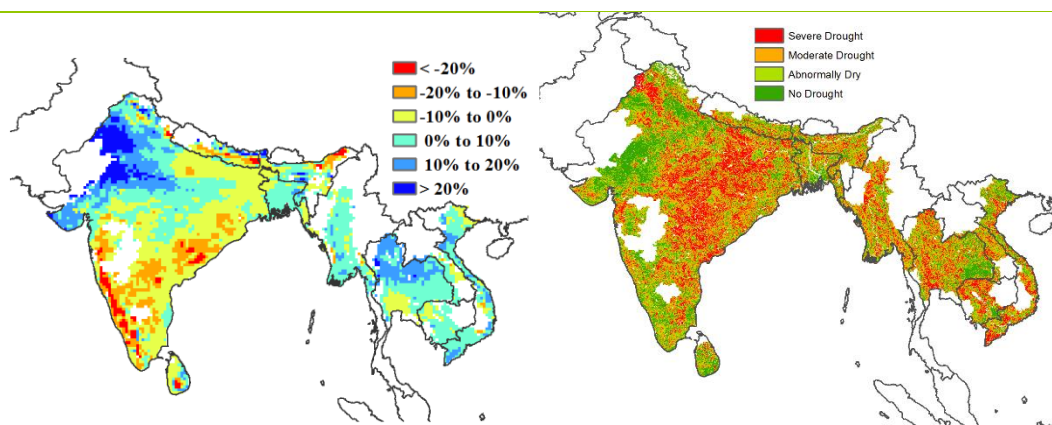 < -20%
-20% to -10%
-10% to 0%
0% to 10%
10% to 20%
> 20%
Severe Drought
Moderate Drought
Abnormally Dry
No Drought